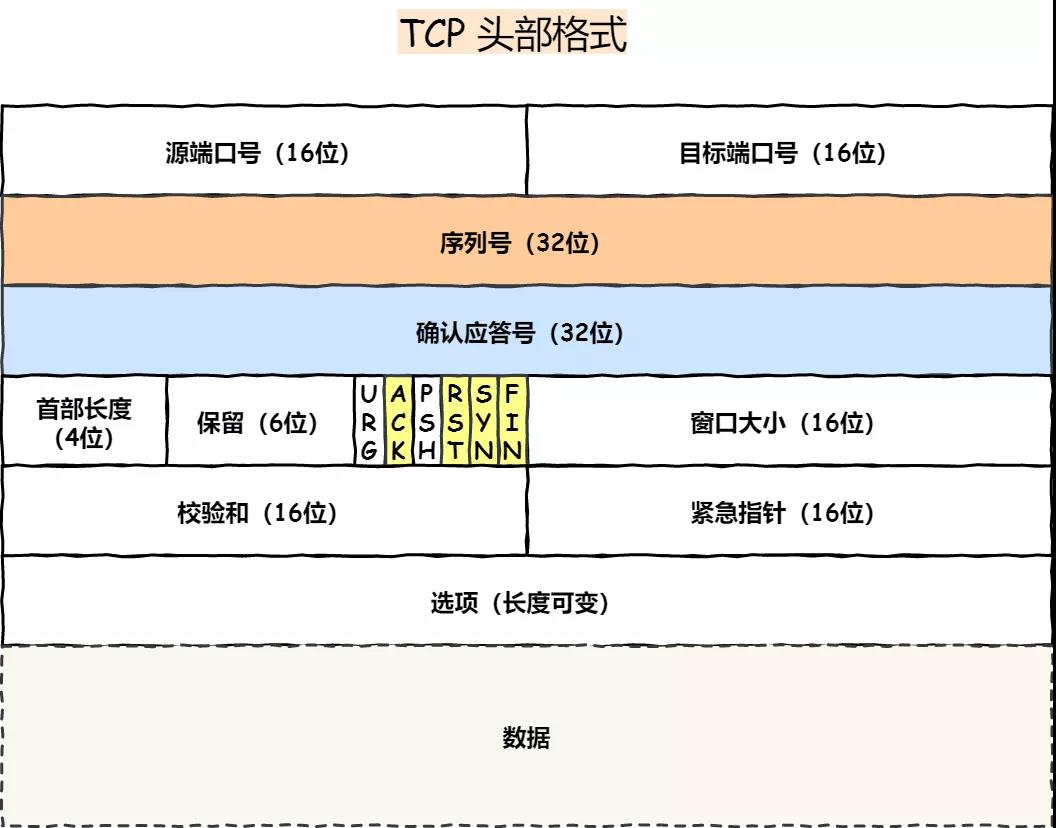 TCP 头部格式
源端口号（16位）
目标端口号（16位）
序列号（32位）
确认应答号（32位）
首部长度
（4位）
保留（6位）
URG
ACK
PSH
RST
SYN
FIN
窗口大小（16位）
校验和（16位）
紧急指针（16位）
选项（长度可变）
数据